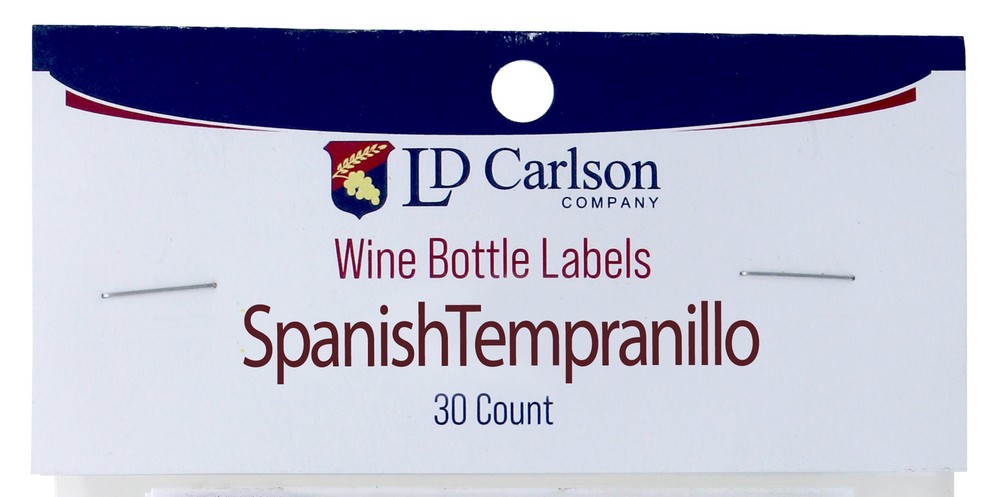 LD Carlson
COMPANY
Wine Bottle Labels
SpanishTempranillo
30 Count